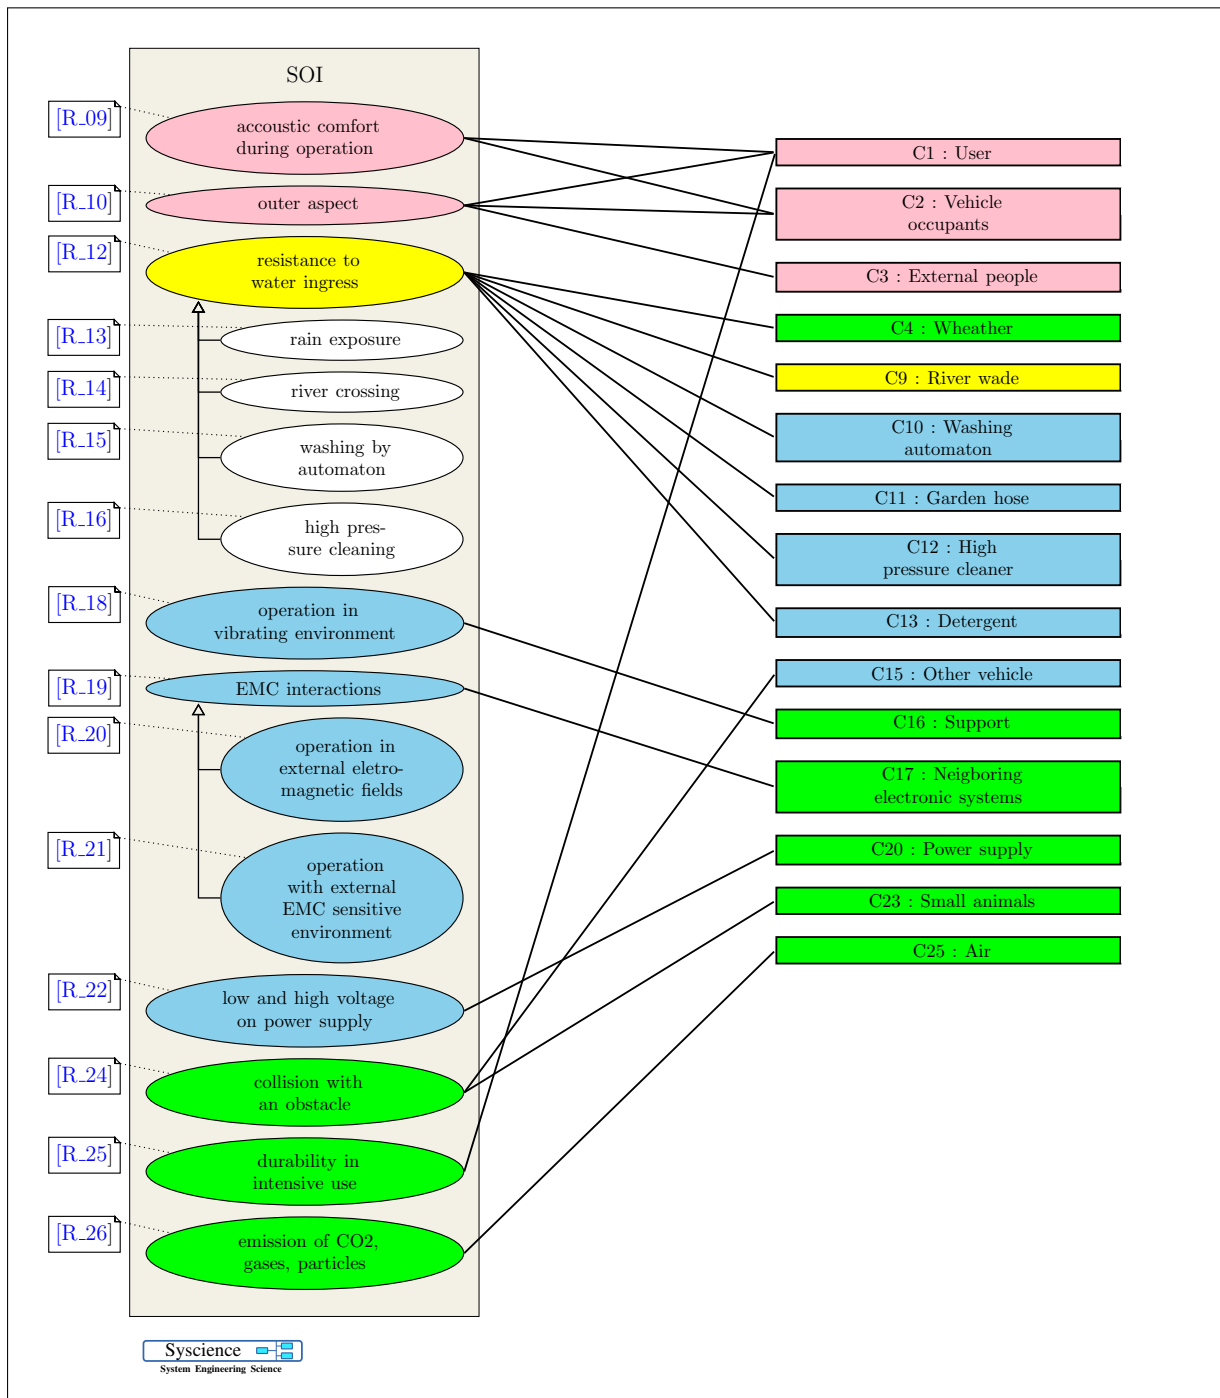 SOI
[R_09]
accoustic comfort
during operation
[R_10]
outer aspect
[R_12]
resistance to
water ingress
[R_13]
rain exposure
[R_14]
river crossing
[R_15]
washing by
automaton
[R_16]
high pres-
sure cleaning
[R_18]
operation in
vibrating environment
[R_19]
EMC interactions
[R_20]
operation in
external eletro-
magnetic fields
[R_21]
operation
with external
EMC sensitive
environment
[R_22]
low and high voltage
on power supply
[R_24]
collision with
an obstacle
[R_25]
durability in
intensive use
[R_26]
emission of CO2,
gases, particles
C1 : User
C2 : Vehicle
occupants
C3 : External people
C4 : Wheather
C9 : River wade
C10 : Washing
automaton
C11 : Garden hose
C12 : High
pressure cleaner
C13 : Detergent
C15 : Other vehicle
C16 : Support
C17 : Neigboring
electronic systems
C20 : Power supply
C23 : Small animals
C25 : Air
Syscience
System Engineering Science